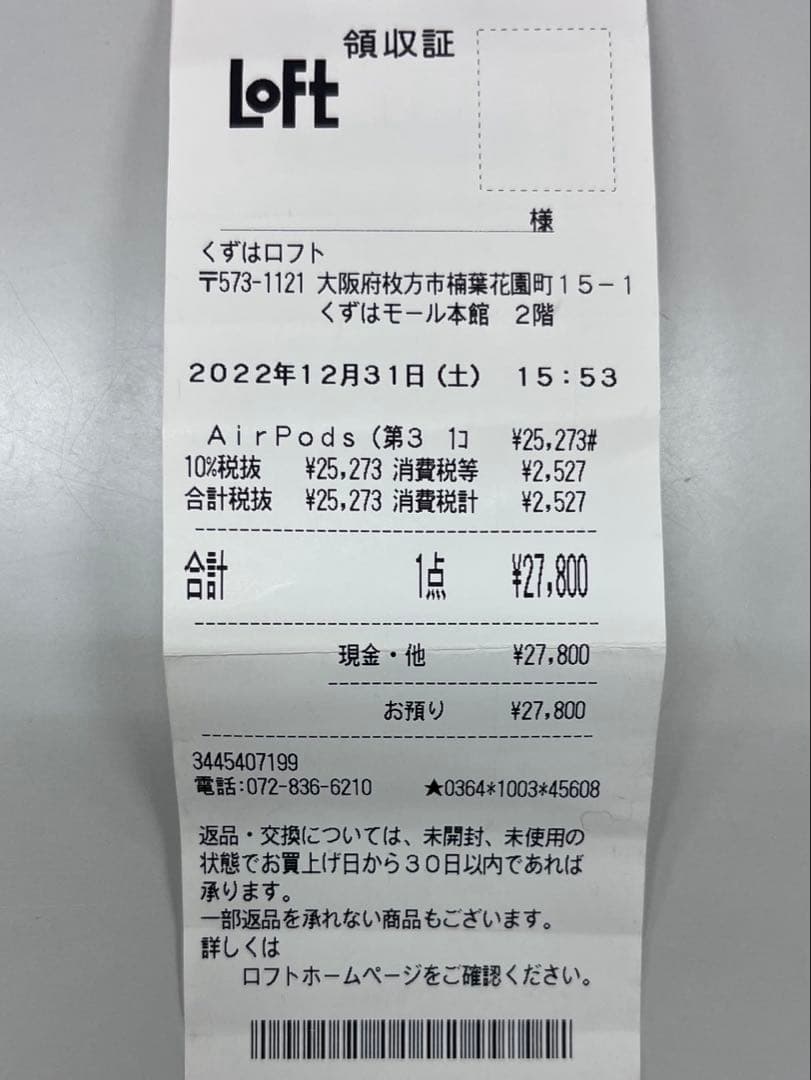 領収証
LoFt
様
くずはロフト
〒573-1121 大阪府枚方市楠葉花園町１５－１
くずはモール本館　２階
２０２２年１２月３１日（土）　１５：５３
ＡｉｒＰｏｄｓ（第３　1コ　¥25,273#
10%税抜　¥25,273 消費税等　¥2,527
合計税抜　¥25,273 消費税計　¥2,527
合計　1点　¥27,800
現金・他　¥27,800
お預り　¥27,800
3445407199
電話:072-836-6210　★0364*1003*45608
返品・交換については、未開封、未使用の
状態でお買上げ日から３０日以内であれば
承ります。
一部返品を承れない商品もございます。
詳しくは
ロフトホームページをご確認ください。